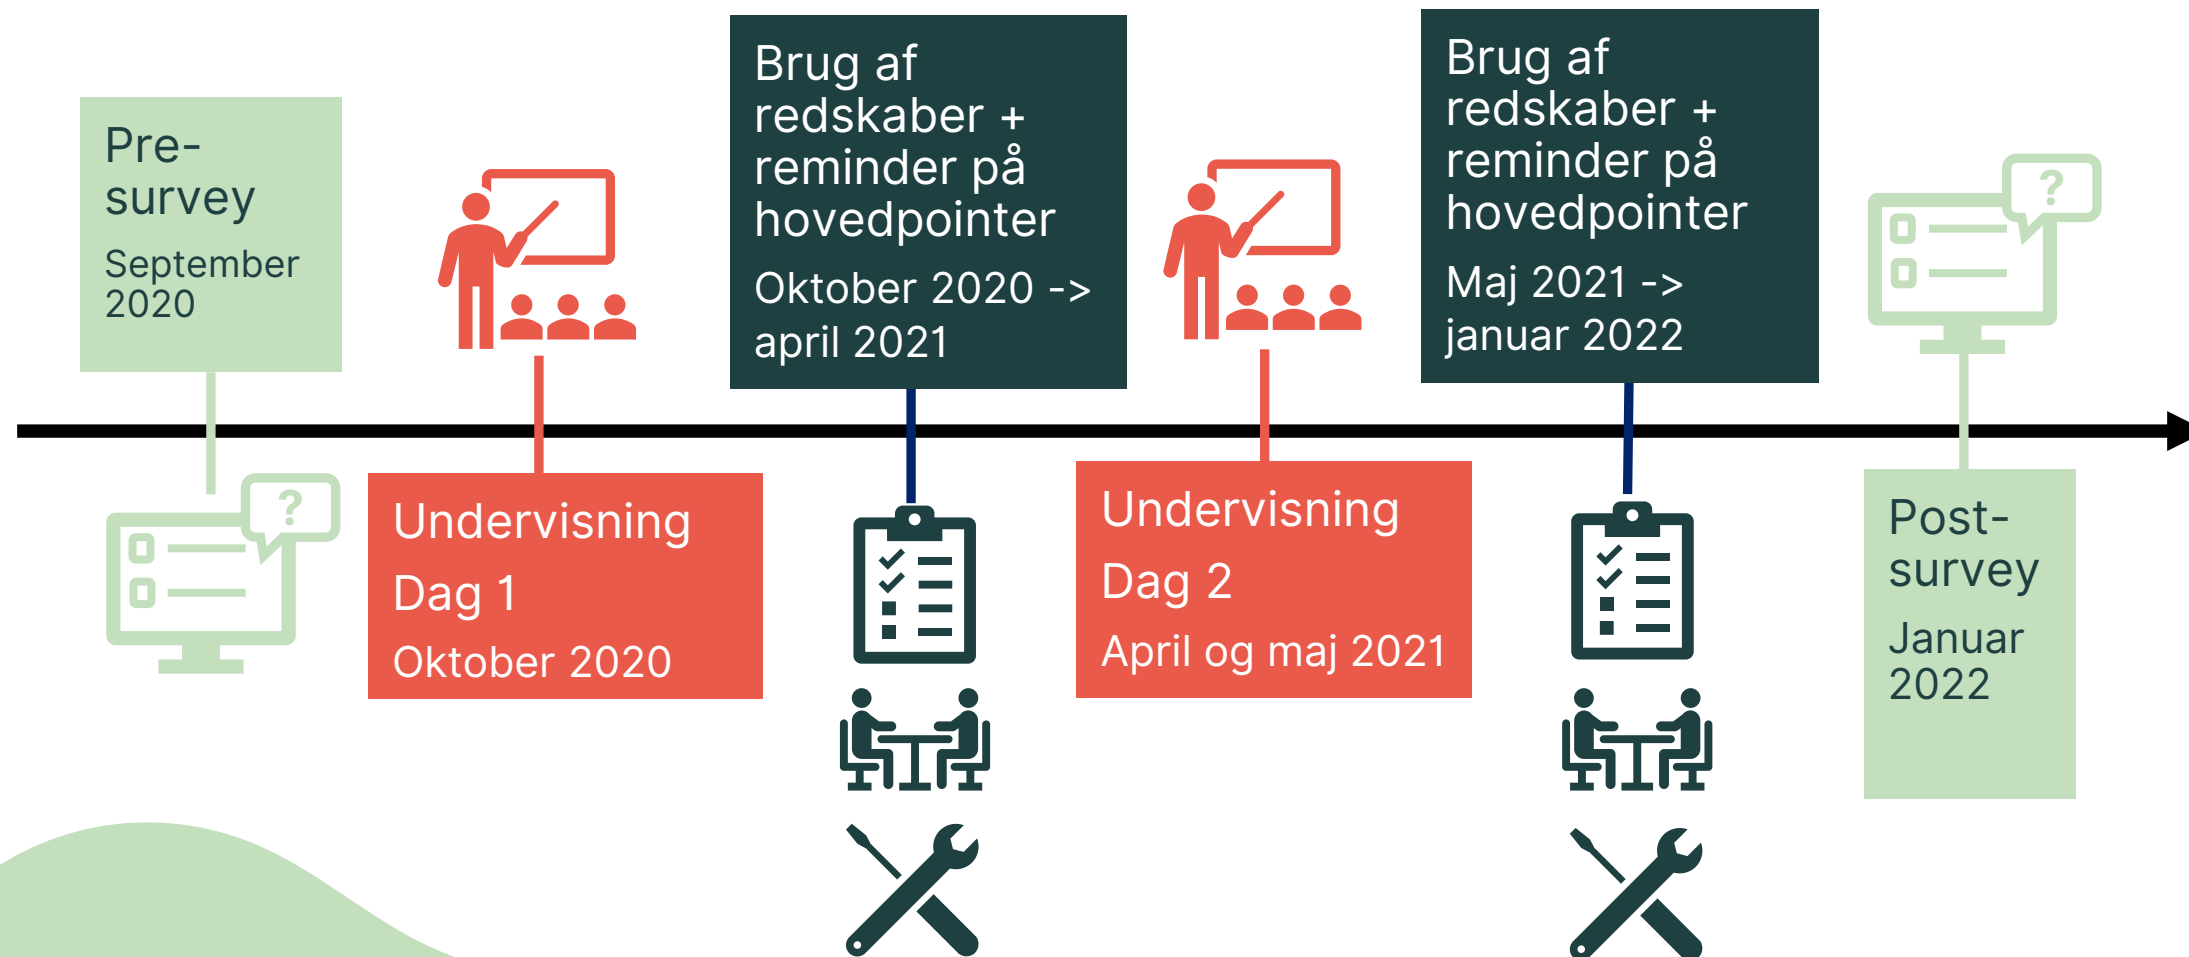 Pre-
survey
September
2020
Undervisning
Dag 1
Oktober 2020
Brug af
redskaber +
reminder på
hovedpointer
Oktober 2020 ->
april 2021
Undervisning
Dag 2
April og maj 2021
Brug af
redskaber +
reminder på
hovedpointer
Maj 2021 ->
januar 2022
Post-
survey
Januar
2022
?
?